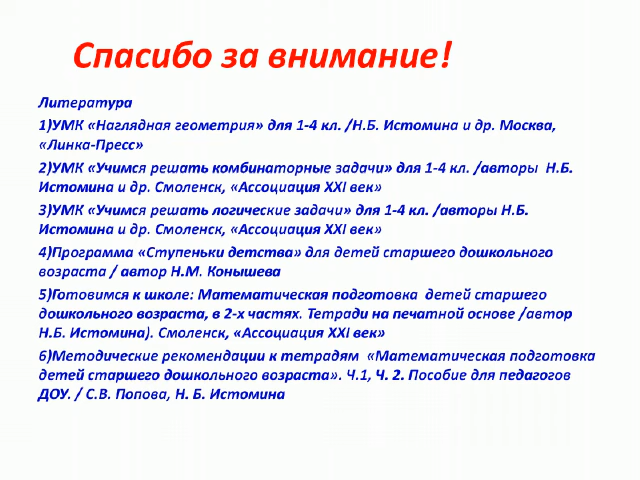 Спасибо за внимание!
Литература
1)УМК «Наглядная геометрия» для 1-4 кл. /Н.Б. Истомина и др. Москва,
«Линка-Пресс»
2)УМК «Учимся решать комбинаторные задачи» для 1-4 кл. /авторы Н.Б.
Истомина и др. Смоленск, «Ассоциация XXI век»
3)УМК «Учимся решать логические задачи» для 1-4 кл. /авторы Н.Б.
Истомина и др. Смоленск, «Ассоциация XXI век»
4)Программа «Ступеньки детства» для детей старшего дошкольного
возраста / автор Н.М. Конышева
5)Готовимся к школе: Математическая подготовка детей старшего
дошкольного возраста, в 2-х частях. Тетради на печатной основе /автор
Н.Б. Истомина). Смоленск, «Ассоциация XXI век»
6)Методические рекомендации к тетрадям «Математическая подготовка
детей старшего дошкольного возраста». Ч.1, Ч. 2. Пособие для педагогов
ДОУ. / С.В. Попова, Н. Б. Истомина